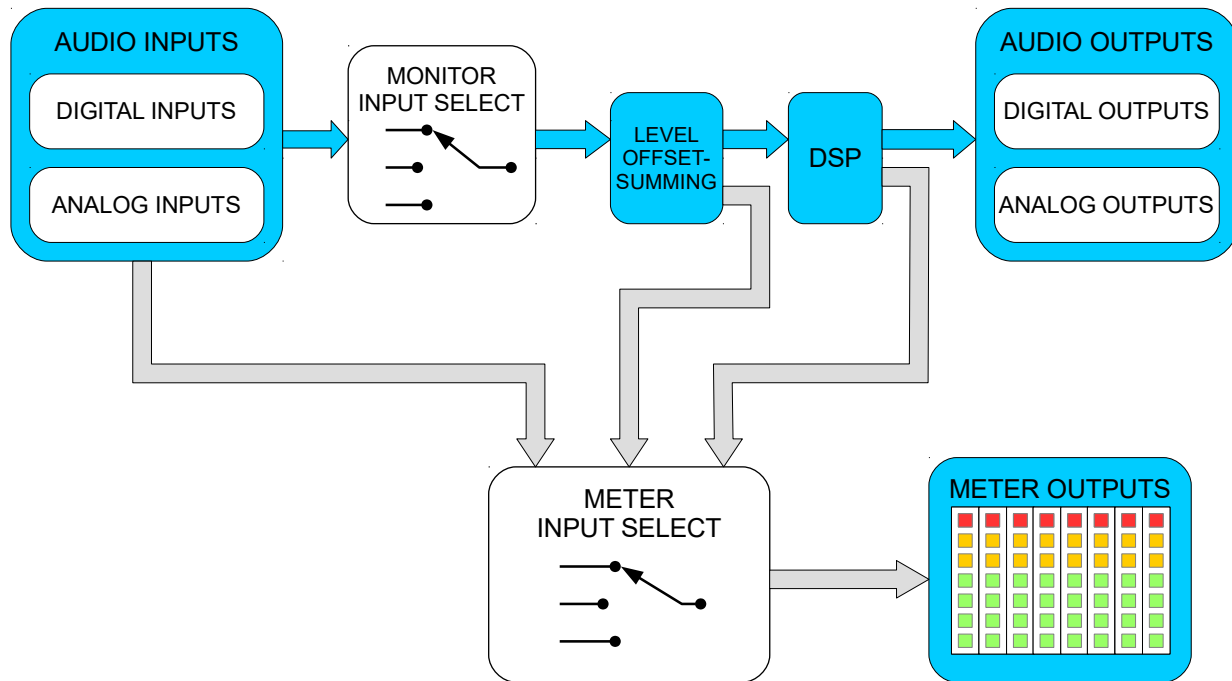 AUDIO INPUTS
DIGITAL INPUTS
ANALOG INPUTS
MONITOR
INPUT SELECT
LEVEL
OFFSET-
SUMMING
DSP
AUDIO OUTPUTS
DIGITAL OUTPUTS
ANALOG OUTPUTS
METER
INPUT SELECT
METER OUTPUTS